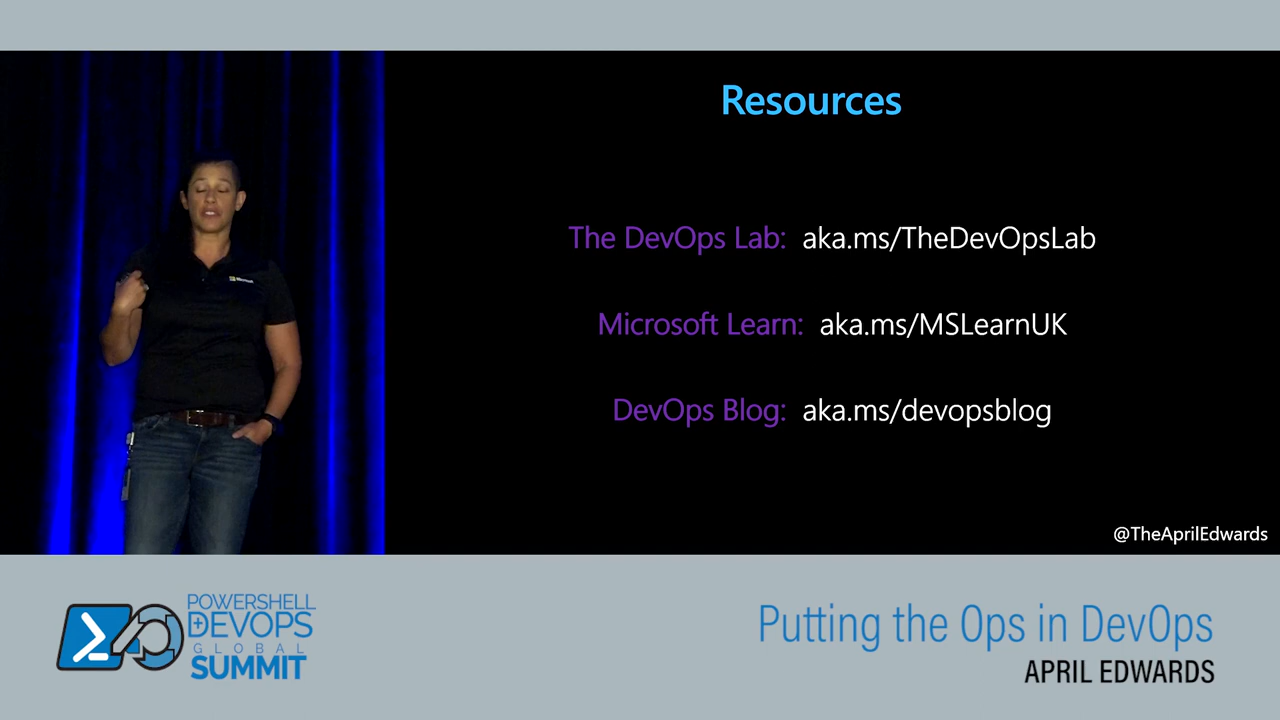 Resources
The DevOps Lab: aka.ms/TheDevOpsLab
Microsoft Learn: aka.ms/MSLearnUK
DevOps Blog: aka.ms/devopsblog
@TheAprilEdwards
Microsoft
POWERSHELL
+DEVOPS
GLOBAL
SUMMIT
Putting the Ops in DevOps
APRIL EDWARDS